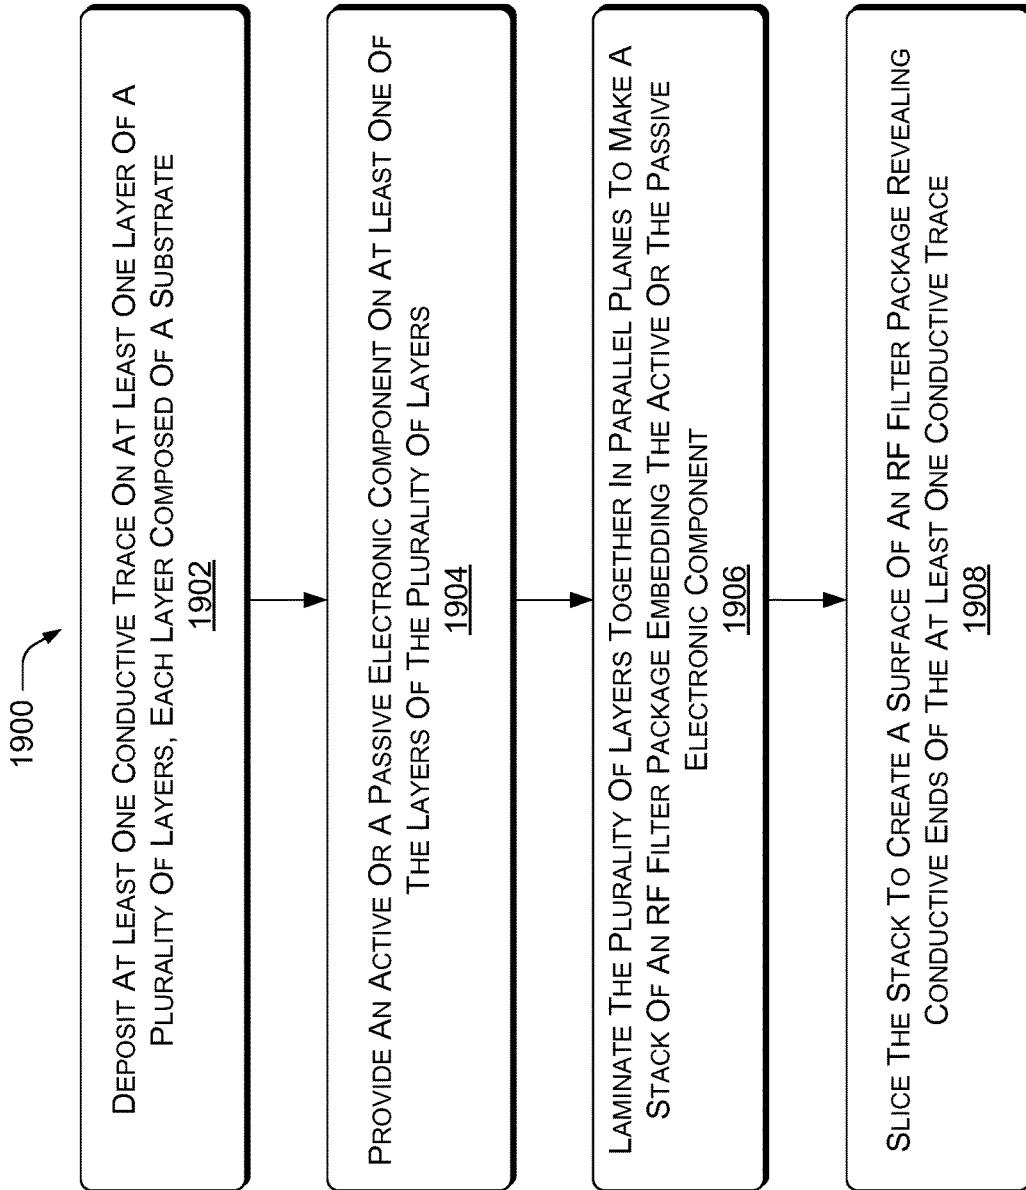 1900
DEPOSIT AT LEAST ONE CONDUCTIVE TRACE ON AT LEAST ONE LAYER OF A
PLURALITY OF LAYERS, EACH LAYER COMPOSED OF A SUBSTRATE
1902
PROVIDE AN ACTIVE OR A PASSIVE ELECTRONIC COMPONENT ON AT LEAST ONE OF
THE LAYERS OF THE PLURALITY OF LAYERS
1904
LAMINATE THE PLURALITY OF LAYERS TOGETHER IN PARALLEL PLANES TO MAKE A
STACK OF AN RF FILTER PACKAGE EMBEDDING THE ACTIVE OR THE PASSIVE
ELECTRONIC COMPONENT
1906
SLICE THE STACK TO CREATE A SURFACE OF AN RF FILTER PACKAGE REVEALING
CONDUCTIVE ENDS OF THE AT LEAST ONE CONDUCTIVE TRACE
1908